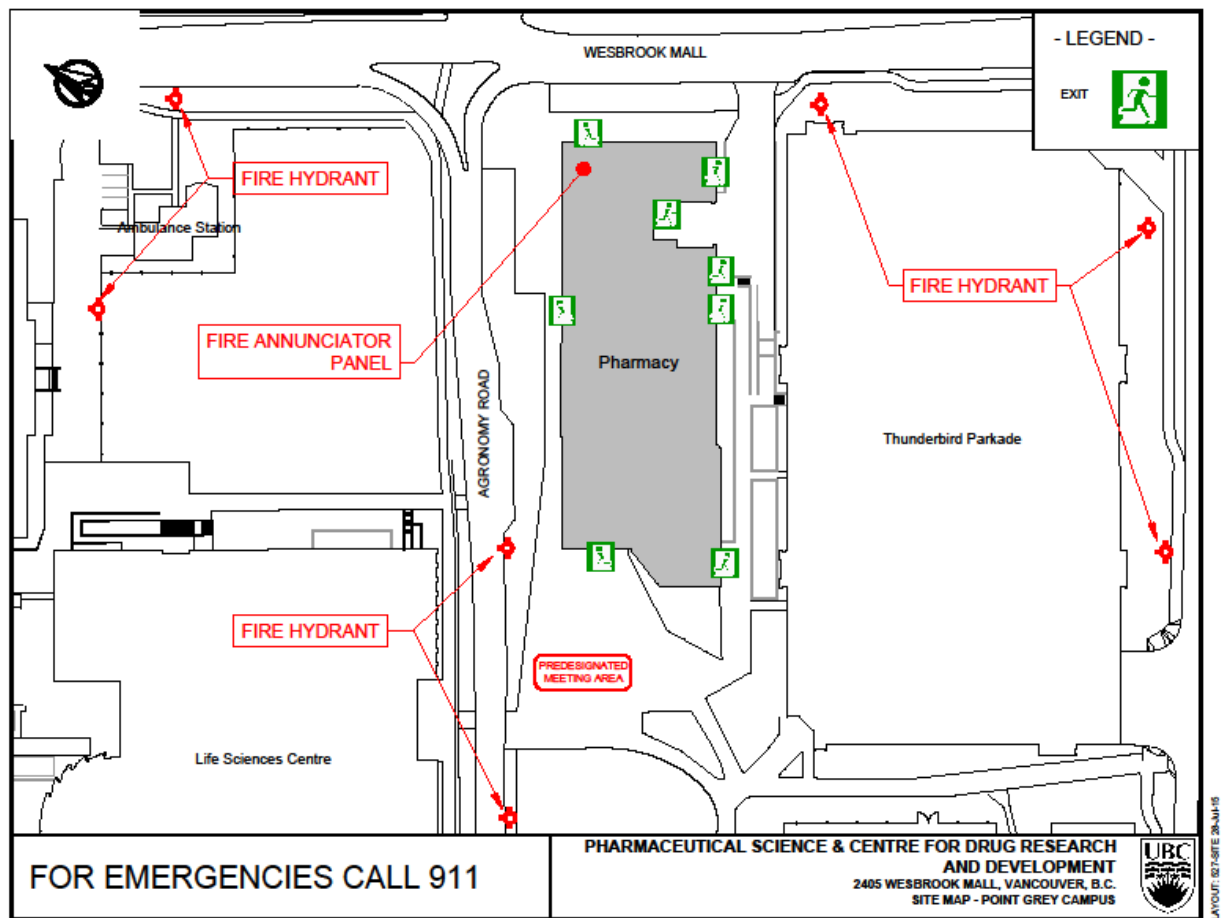 WESBROOK MALL
- LEGEND -
EXIT
FIRE HYDRANT
Ambulance Station
FIRE HYDRANT
FIRE ANNUNCIATOR
PANEL
Pharmacy
AGRONOMY ROAD
Thunderbird Parkade
FIRE HYDRANT
PREDESIGNATED
MEETING AREA
Life Sciences Centre
FOR EMERGENCIES CALL 911
PHARMACEUTICAL SCIENCE & CENTRE FOR DRUG RESEARCH
AND DEVELOPMENT
2405 WESBROOK MALL, VANCOUVER, B.C.
SITE MAP - POINT GREY CAMPUS
UBC